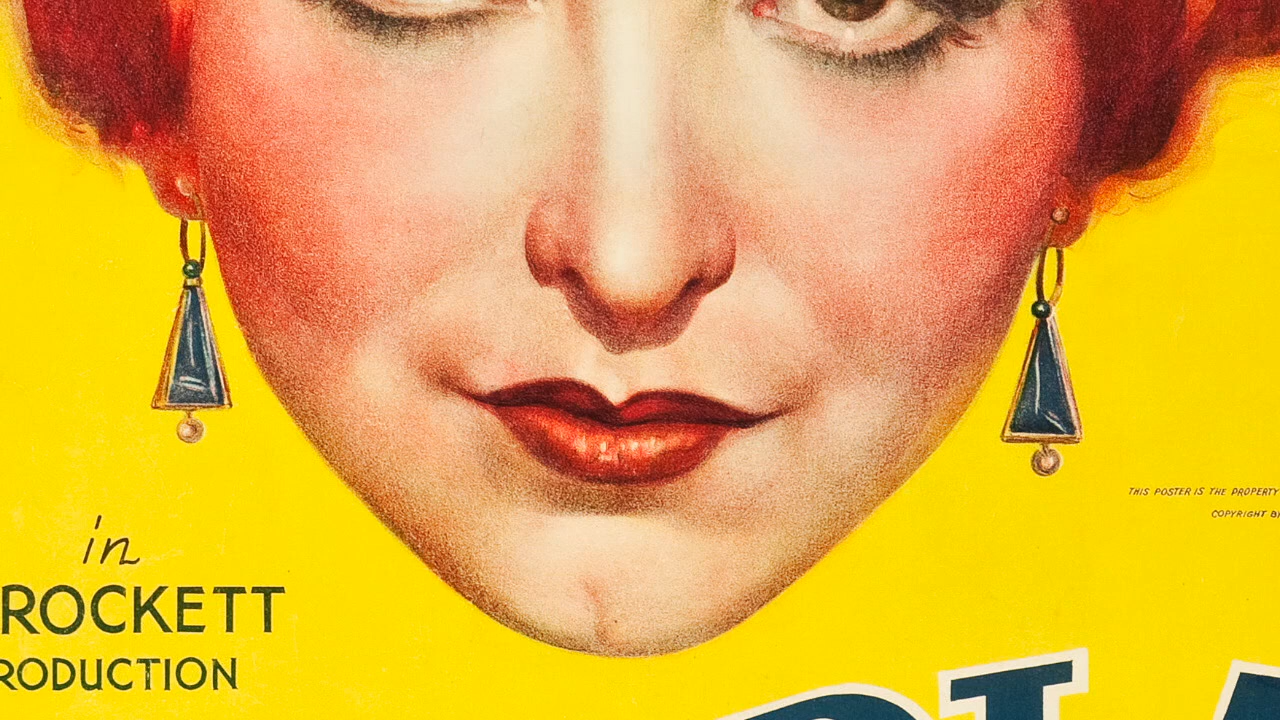 in
ROCKETT
RODUCTION
THIS POSTER IS THE PROPERTY
COPYRIGHT BY